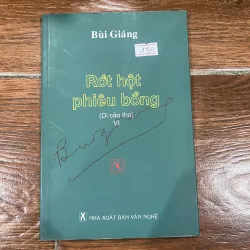 Bùi Giáng
Rớt hột
phiêu bồng
(Di cảo thơ)
VI
NHÀ XUẤT BẢN VĂN NGHỆ